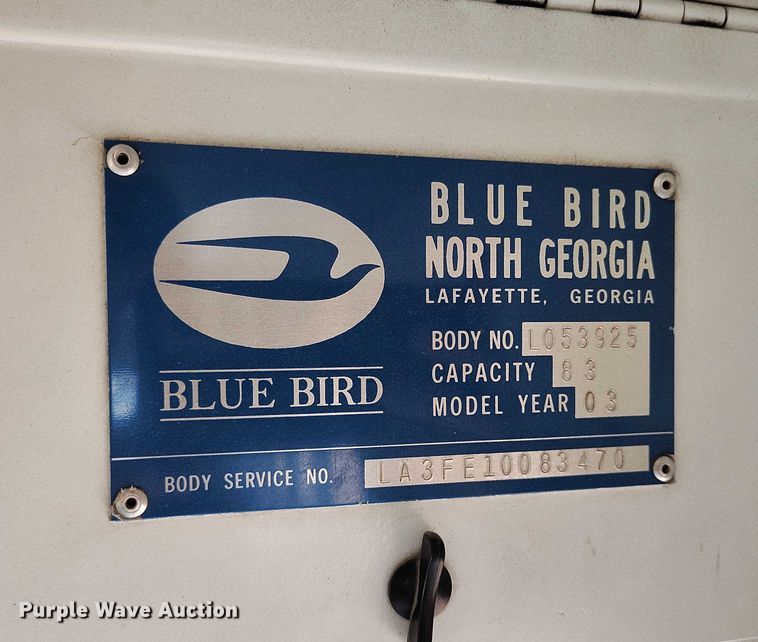 BLUE BIRD
BLUE BIRD
NORTH GEORGIA
LAFAYETTE, GEORGIA
BODY NO. L053925
CAPACITY 83
MODEL YEAR 03
BODY SERVICE NO. LA3FE10083470
Purple Wave Auction